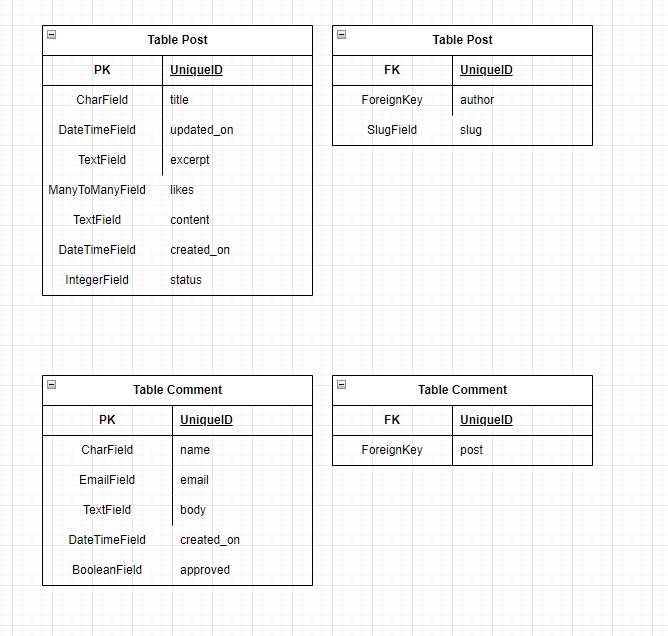 Table Post
PK UniqueID
CharField title
DateTimeField updated_on
TextField excerpt
ManyToManyField likes
TextField content
DateTimeField created_on
IntegerField status
Table Post
FK UniqueID
ForeignKey author
SlugField slug
Table Comment
PK UniqueID
CharField name
EmailField email
TextField body
DateTimeField created_on
BooleanField approved
Table Comment
FK UniqueID
ForeignKey post